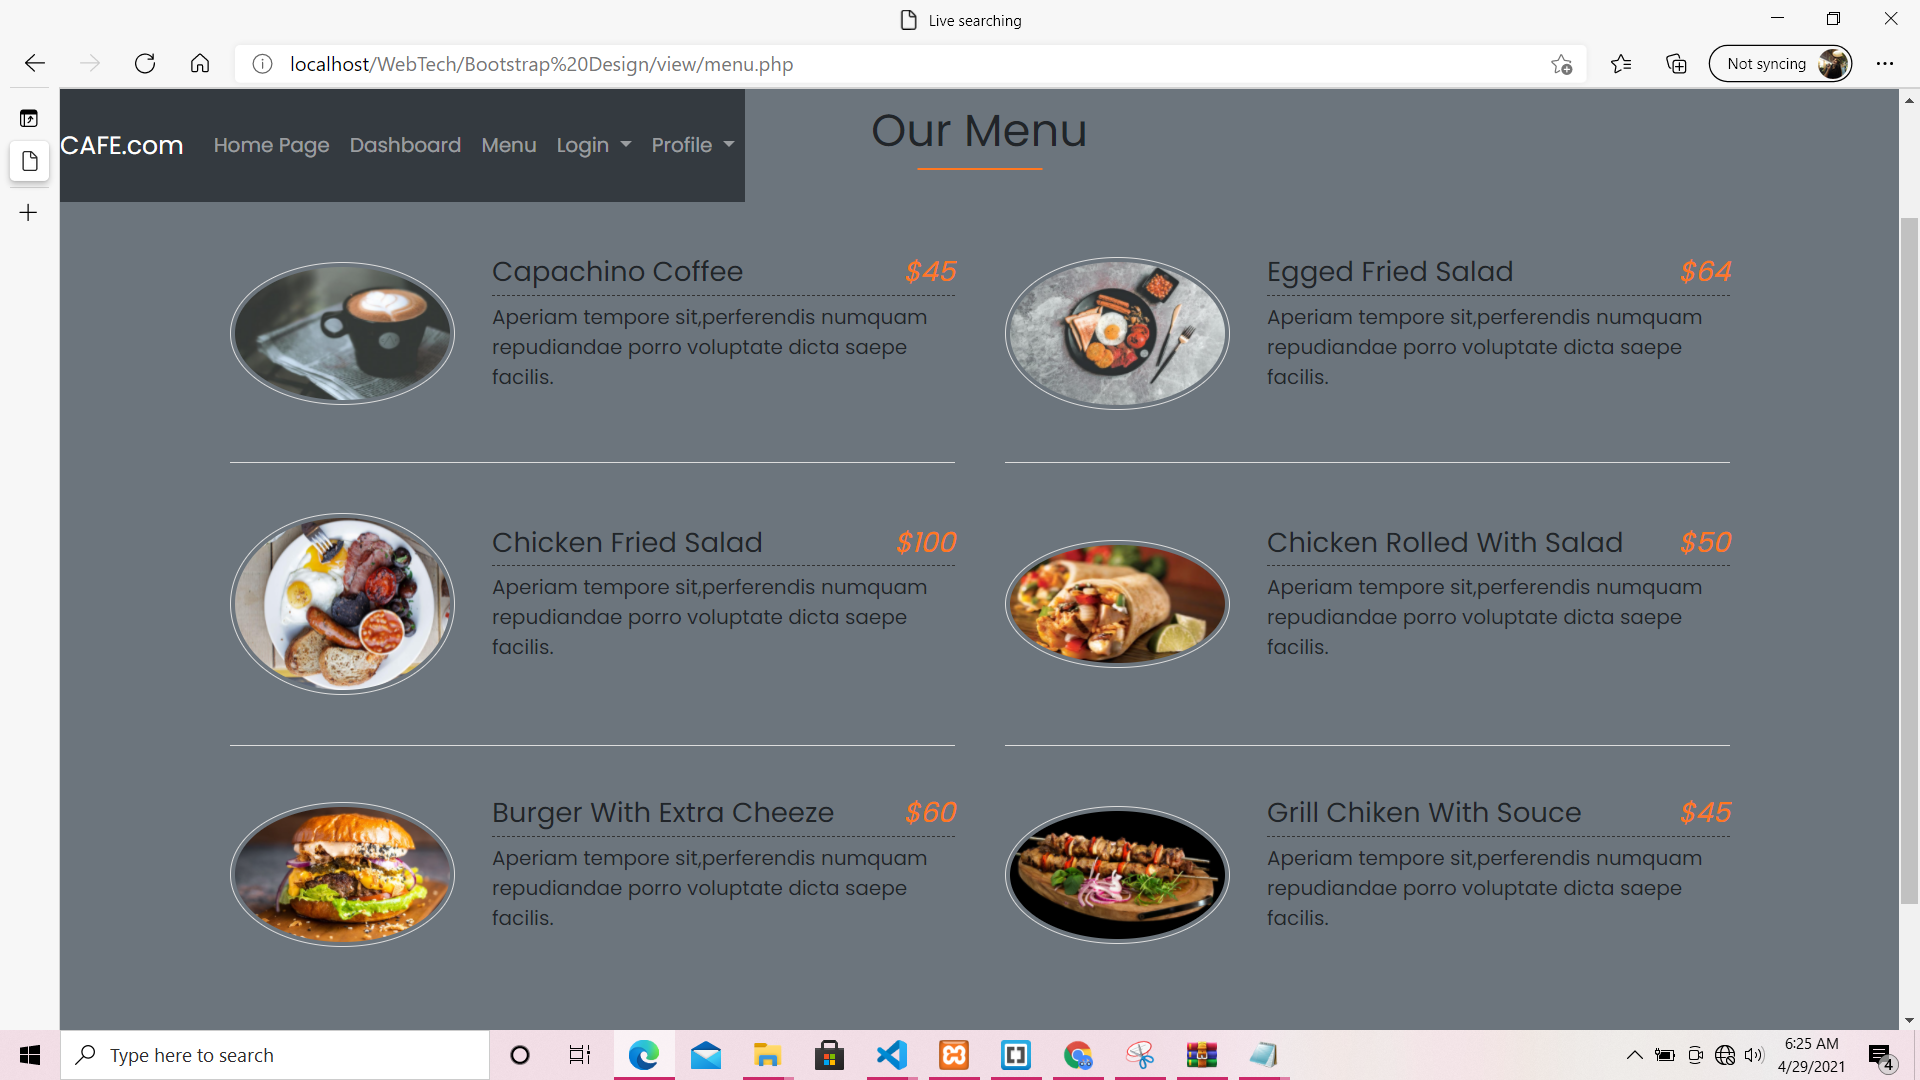 Live searching
localhost/WebTech/Bootstrap%20Design/view/menu.php
Not syncing
CAFE.com Home Page Dashboard Menu Login Profile
Our Menu
Capachino Coffee $45
Aperiam tempore sit,perferendis numquam
repudiandae porro voluptate dicta saepe
facilis.
Egged Fried Salad $64
Aperiam tempore sit,perferendis numquam
repudiandae porro voluptate dicta saepe
facilis.
Chicken Fried Salad $100
Aperiam tempore sit,perferendis numquam
repudiandae porro voluptate dicta saepe
facilis.
Chicken Rolled With Salad $50
Aperiam tempore sit,perferendis numquam
repudiandae porro voluptate dicta saepe
facilis.
Burger With Extra Cheeze $60
Aperiam tempore sit,perferendis numquam
repudiandae porro voluptate dicta saepe
facilis.
Grill Chiken With Souce $45
Aperiam tempore sit,perferendis numquam
repudiandae porro voluptate dicta saepe
facilis.
Type here to search
6:25 AM
4/29/2021
4